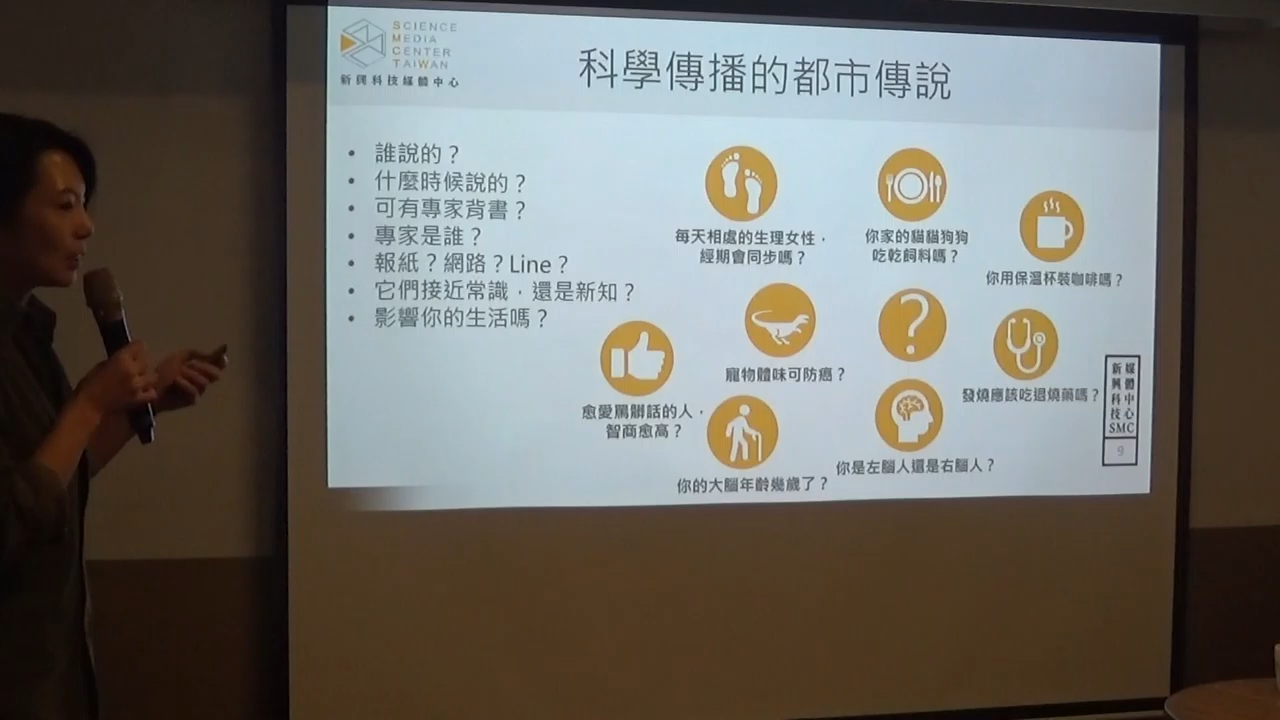 SCIENCE
MEDIA
CENTER
TAIWAN
新興科技媒體中心
科學傳播的都市傳說
• 誰說的？
• 什麼時候說的？
• 可有專家背書？
• 專家是誰？
• 報紙？網路？Line？
• 它們接近常識，還是新知？
• 影響你的生活嗎？
每天相處的生理女性，
經期會同步嗎？
你家的貓貓狗狗
吃乾飼料嗎？
你用保溫杯裝咖啡嗎？
寵物體味可防癌？
?
發燒應該吃退燒藥嗎？
愈愛罵髒話的人，
智商愈高？
你的大腦年齡幾歲了？
你是左腦人還是右腦人？
新興科技
媒體中心
SMC
9